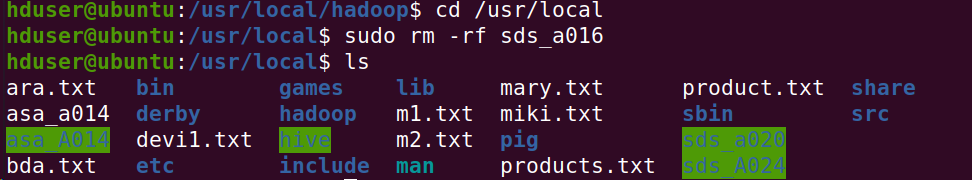 hduser@ubuntu:/usr/local/hadoop$ cd /usr/local
hduser@ubuntu:/usr/local$ sudo rm -rf sds_a016
hduser@ubuntu:/usr/local$ ls
ara.txt bin games lib mary.txt product.txt share
asa_a014 derby hadoop m1.txt miki.txt sbin src
asa_A014 devi1.txt hive m2.txt pig sds_a020
bda.txt etc include man products.txt sds_A024